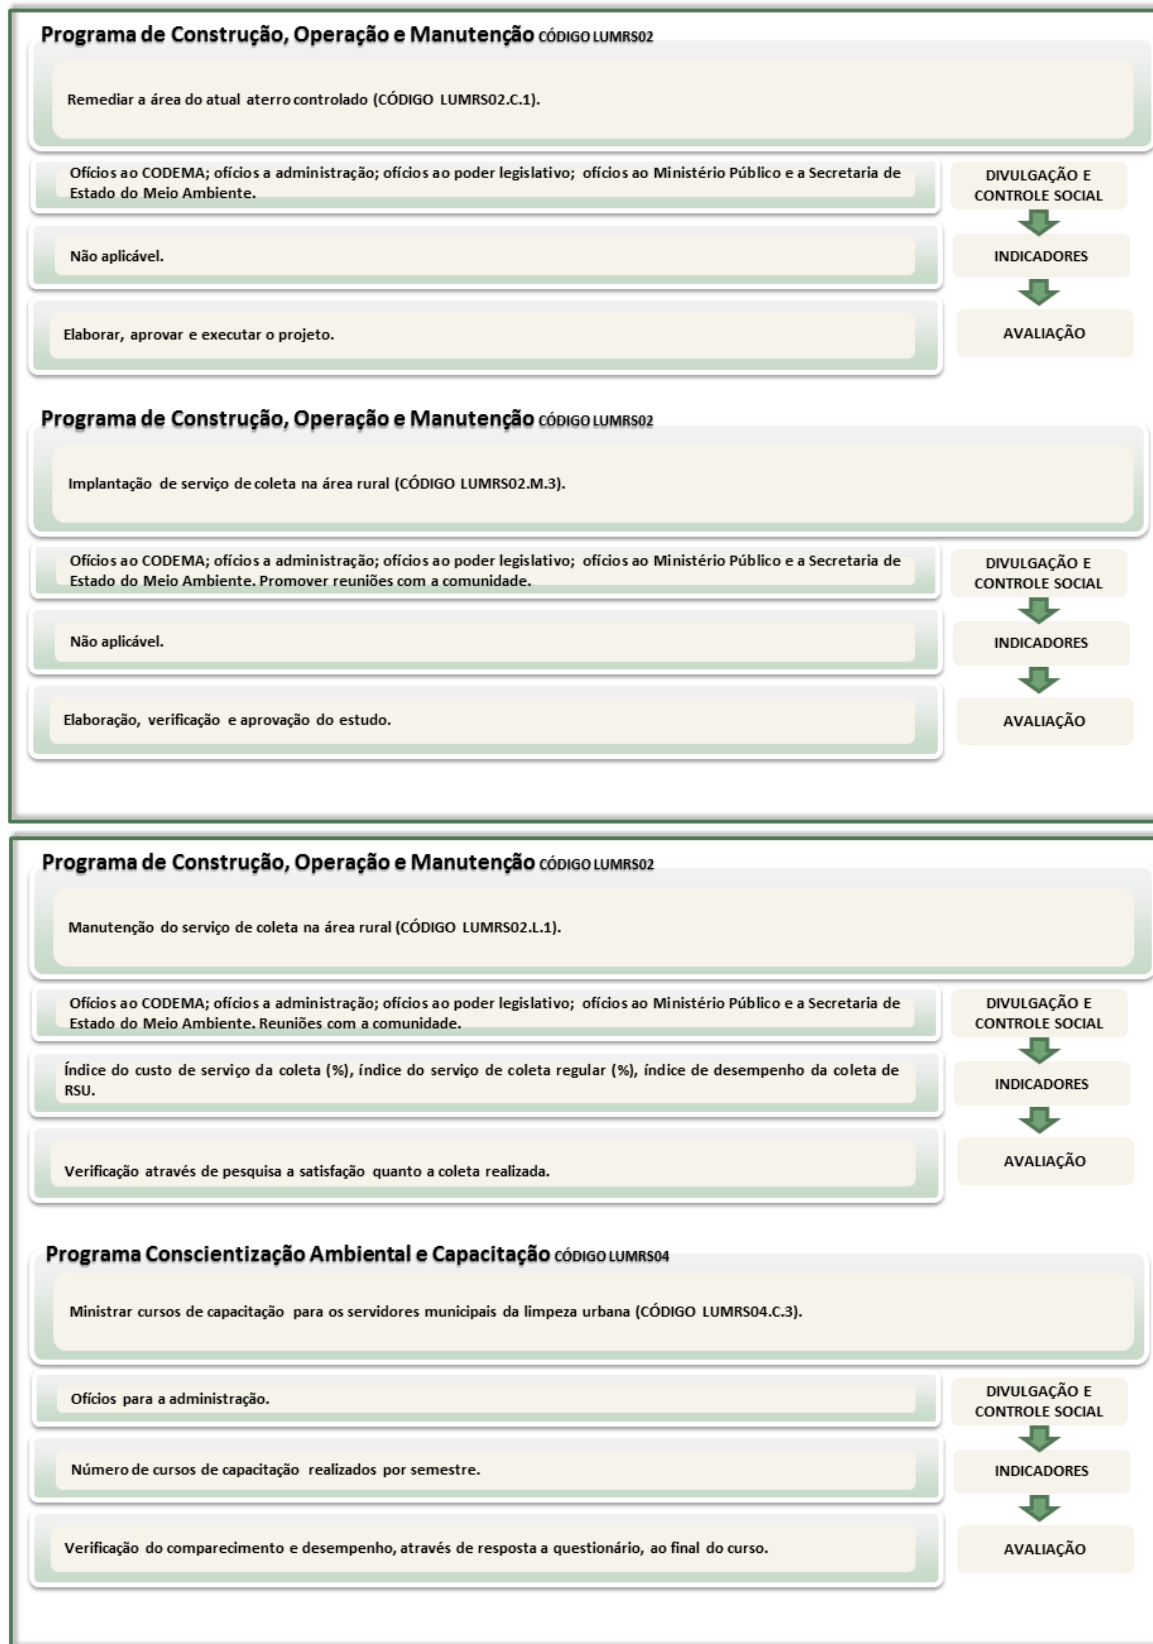 Programa de Construção, Operação e Manutenção CÓDIGO LUMRS02
Remediar a área do atual aterro controlado (CÓDIGO LUMRS02.C.1).
Ofícios ao CODEMA; ofícios a administração; ofícios ao poder legislativo; ofícios ao Ministério Público e a Secretaria de
Estado do Meio Ambiente.
DIVULGAÇÃO E
CONTROLE SOCIAL
Não aplicável.
INDICADORES
Elaborar, aprovar e executar o projeto.
AVALIAÇÃO
Programa de Construção, Operação e Manutenção CÓDIGO LUMRS02
Implantação de serviço de coleta na área rural (CÓDIGO LUMRS02.M.3).
Ofícios ao CODEMA; ofícios a administração; ofícios ao poder legislativo; ofícios ao Ministério Público e a Secretaria de
Estado do Meio Ambiente. Promover reuniões com a comunidade.
DIVULGAÇÃO E
CONTROLE SOCIAL
Não aplicável.
INDICADORES
Elaboração, verificação e aprovação do estudo.
AVALIAÇÃO
Programa de Construção, Operação e Manutenção CÓDIGO LUMRS02
Manutenção do serviço de coleta na área rural (CÓDIGO LUMRS02.L.1).
Ofícios ao CODEMA; ofícios a administração; ofícios ao poder legislativo; ofícios ao Ministério Público e a Secretaria de
Estado do Meio Ambiente. Reuniões com a comunidade.
DIVULGAÇÃO E
CONTROLE SOCIAL
Índice do custo de serviço da coleta (%), índice do serviço de coleta regular (%), índice de desempenho da coleta de
RSU.
INDICADORES
Verificação através de pesquisa a satisfação quanto a coleta realizada.
AVALIAÇÃO
Programa Conscientização Ambiental e Capacitação CÓDIGO LUMRS04
Ministrar cursos de capacitação para os servidores municipais da limpeza urbana (CÓDIGO LUMRS04.C.3).
Ofícios para a administração.
DIVULGAÇÃO E
CONTROLE SOCIAL
Número de cursos de capacitação realizados por semestre.
INDICADORES
Verificação do comparecimento e desempenho, através de resposta a questionário, ao final do curso.
AVALIAÇÃO